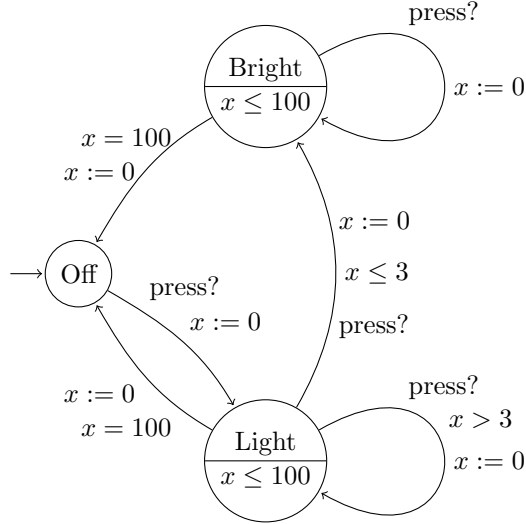 press?
Bright
x ≤ 100
x := 0
x = 100
x := 0
x := 0
x ≤ 3
press?
Off
press?
x := 0
x := 0
x = 100
Light
x ≤ 100
press?
x > 3
x := 0